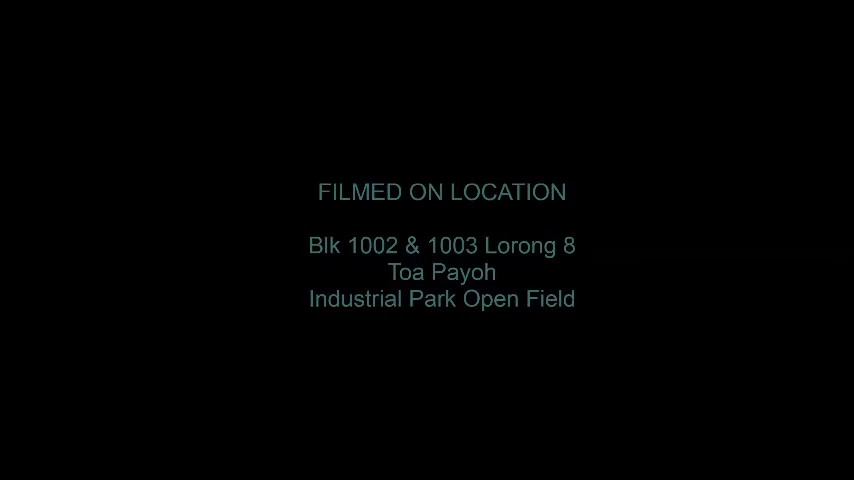 FILMED ON LOCATION
Blk 1002 & 1003 Lorong 8
Toa Payoh
Industrial Park Open Field